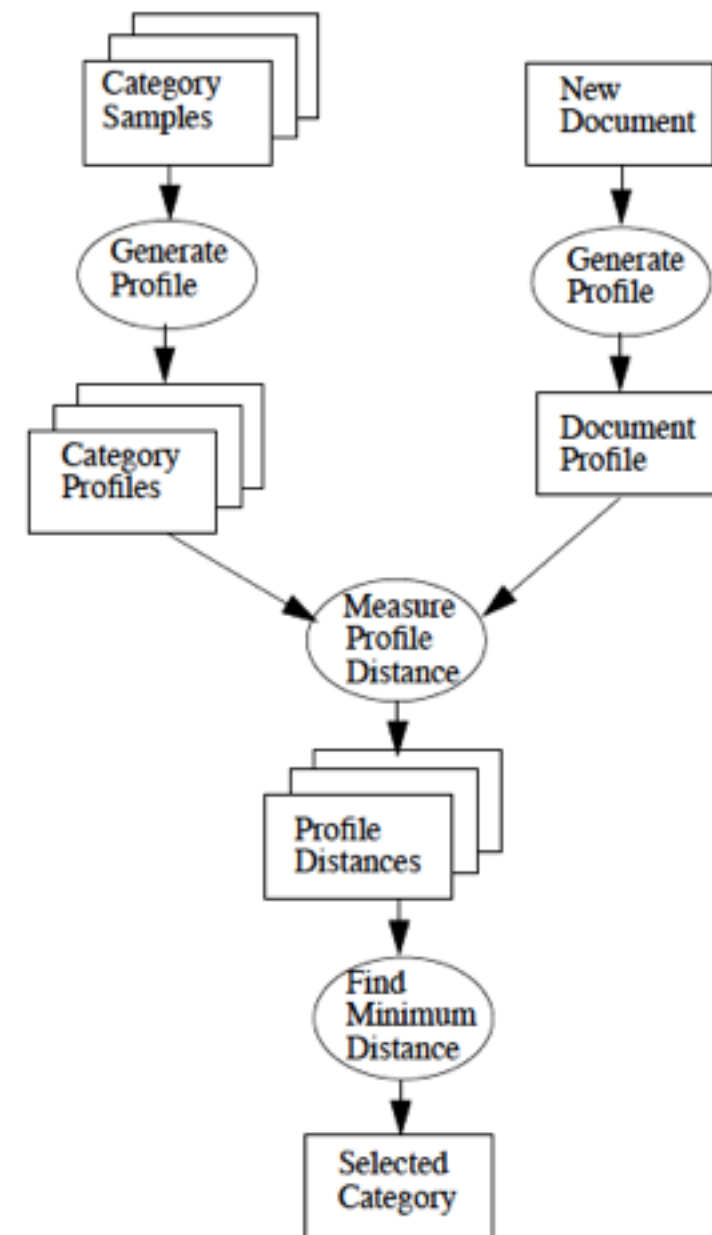 Category
Samples
New
Document
Generate
Profile
Generate
Profile
Category
Profiles
Document
Profile
Measure
Profile
Distance
Profile
Distances
Find
Minimum
Distance
Selected
Category